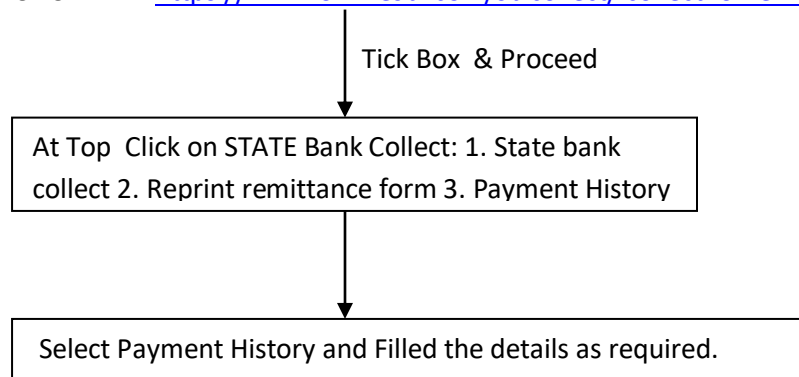 Tick Box & Proceed
At Top Click on STATE Bank Collect: 1. State bank
collect 2. Reprint remittance form 3. Payment History
Select Payment History and Filled the details as required.